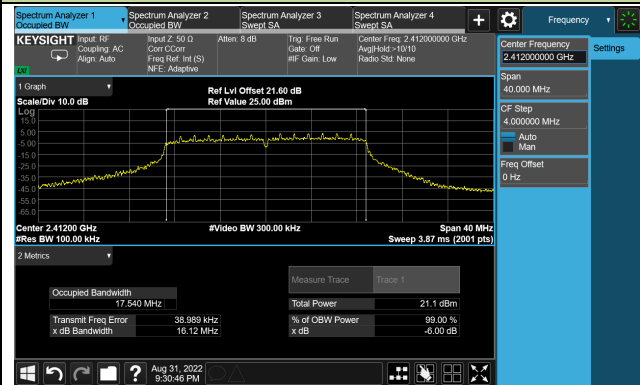 Spectrum Analyzer 1
Occupied BW
Spectrum Analyzer 2
Occupied BW
Spectrum Analyzer 3
Swept SA
Spectrum Analyzer 4
Swept SA
+
Frequency
KEYSIGHT
Input: RF
Coupling: AC
Align: Auto
Input Z: 50 Ω
Corr CCorr
Freq Ref: Int (S)
NFE: Adaptive
Atten: 8 dB
Trig: Free Run
Gate: Off
#IF Gain: Low
Center Freq: 2.412000000 GHz
Avg|Hold:>10/10
Radio Std: None
LXI
Center Frequency
2.412000000 GHz
Settings
Span
40.000 MHz
CF Step
4.000000 MHz
Auto
Man
Freq Offset
0 Hz
1 Graph
Scale/Div 10.0 dB
Ref Lvl Offset 21.60 dB
Ref Value 25.00 dBm
Log
15.0
5.00
-5.00
-15.0
-25.0
-35.0
-45.0
-55.0
-65.0
Center 2.41200 GHz
#Res BW 100.00 kHz
#Video BW 300.00 kHz
Span 40 MHz
Sweep 3.87 ms (2001 pts)
2 Metrics
Measure Trace
Trace 1
Occupied Bandwidth
17.540 MHz
Total Power
21.1 dBm
Transmit Freq Error
38.989 kHz
% of OBW Power
99.00 %
x dB Bandwidth
16.12 MHz
x dB
-6.00 dB
?
Aug 31, 2022
9:30:46 PM